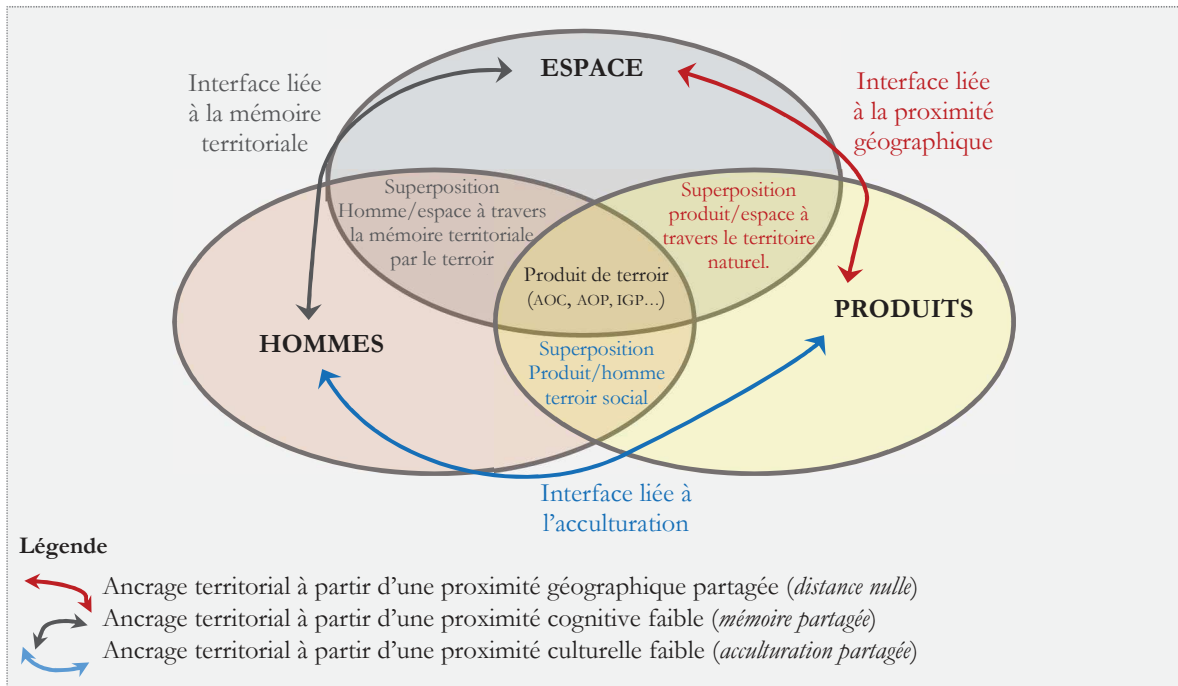 ESPACE
Interface liée
à la mémoire
territoriale
Interface liée
à la proximité
géographique
Superposition
Homme/espace à travers
la mémoire territoriale
par le terroir
Superposition
produit/espace à
travers le territoire
naturel.
Produit de terroir
(AOC, AOP, IGP…)
HOMMES
PRODUITS
Superposition
Produit/homme
terroir social
Interface liée à
l’acculturation
Légende
Ancrage territorial à partir d’une proximité géographique partagée (distance nulle)
Ancrage territorial à partir d’une proximité cognitive faible (mémoire partagée)
Ancrage territorial à partir d’une proximité culturelle faible (acculturation partagée)